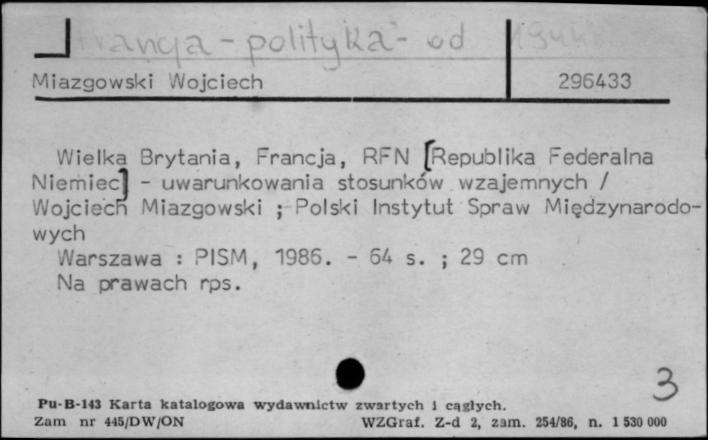 Francja - polityka - od 1944
Miazgowski Wojciech 296433
Wielka Brytania, Francja, RFN [Republika Federalna
Niemiec] - uwarunkowania stosunków wzajemnych /
Wojciech Miazgowski ; Polski Instytut Spraw Międzynarodo-
wych
Warszawa : PISM, 1986. - 64 s. ; 29 cm
Na prawach rps.
3
Pu-B-143 Karta katalogowa wydawnictw zwartych i ciągłych.
Zam nr 445/DW/ON WZGraf. Z-d 2, zam. 254/86, n. 1 530 000